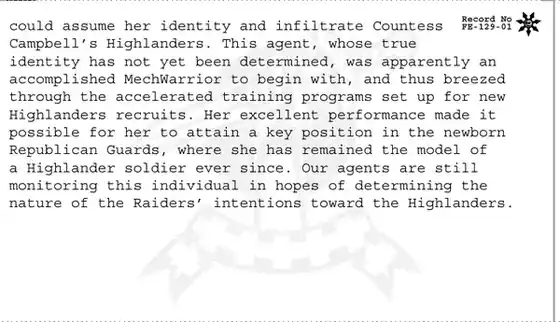 could assume her identity and infiltrate Countess
Record No
FE-129-01
Campbell's Highlanders. This agent, whose true
identity has not yet been determined, was apparently an
accomplished MechWarrior to begin with, and thus breezed
through the accelerated training programs set up for new
Highlanders recruits. Her excellent performance made it
possible for her to attain a key position in the newborn
Republican Guards, where she has remained the model of
a Highlander soldier ever since. Our agents are still
monitoring this individual in hopes of determining the
nature of the Raiders' intentions toward the Highlanders.